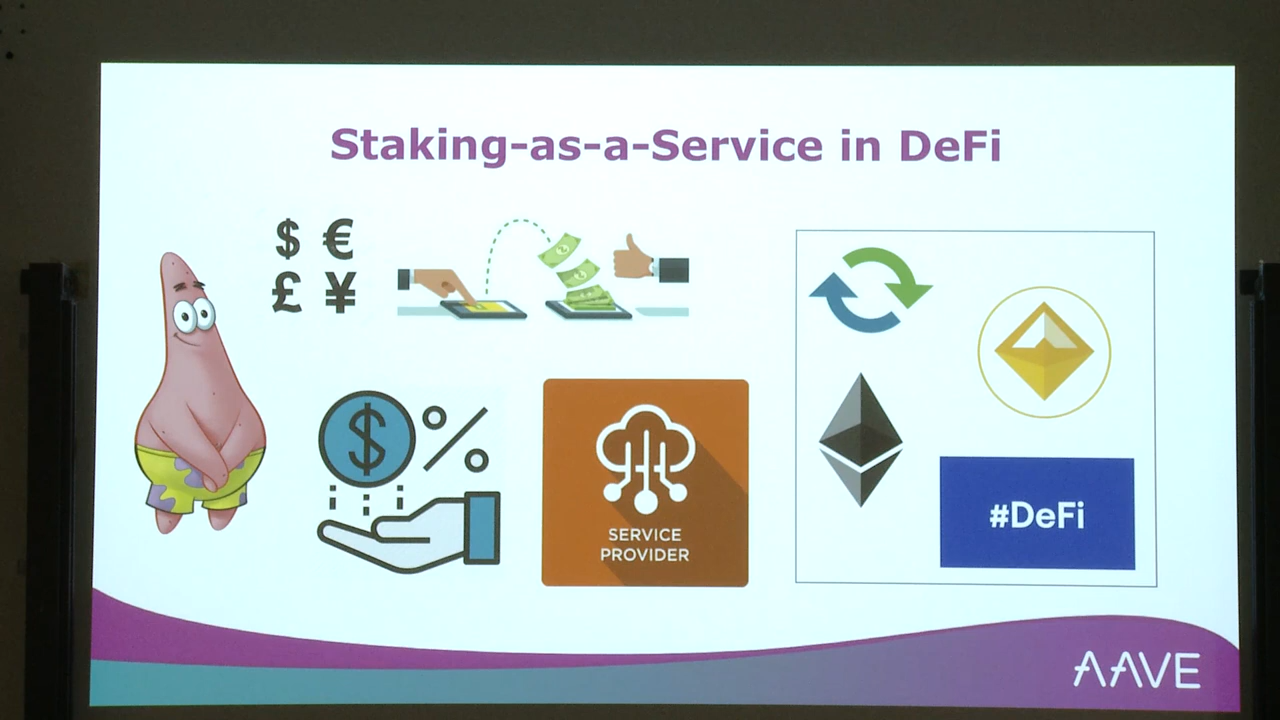 Staking-as-a-Service in DeFi
$ €
£ ¥
$ %
SERVICE
PROVIDER
#DeFi
AAVE